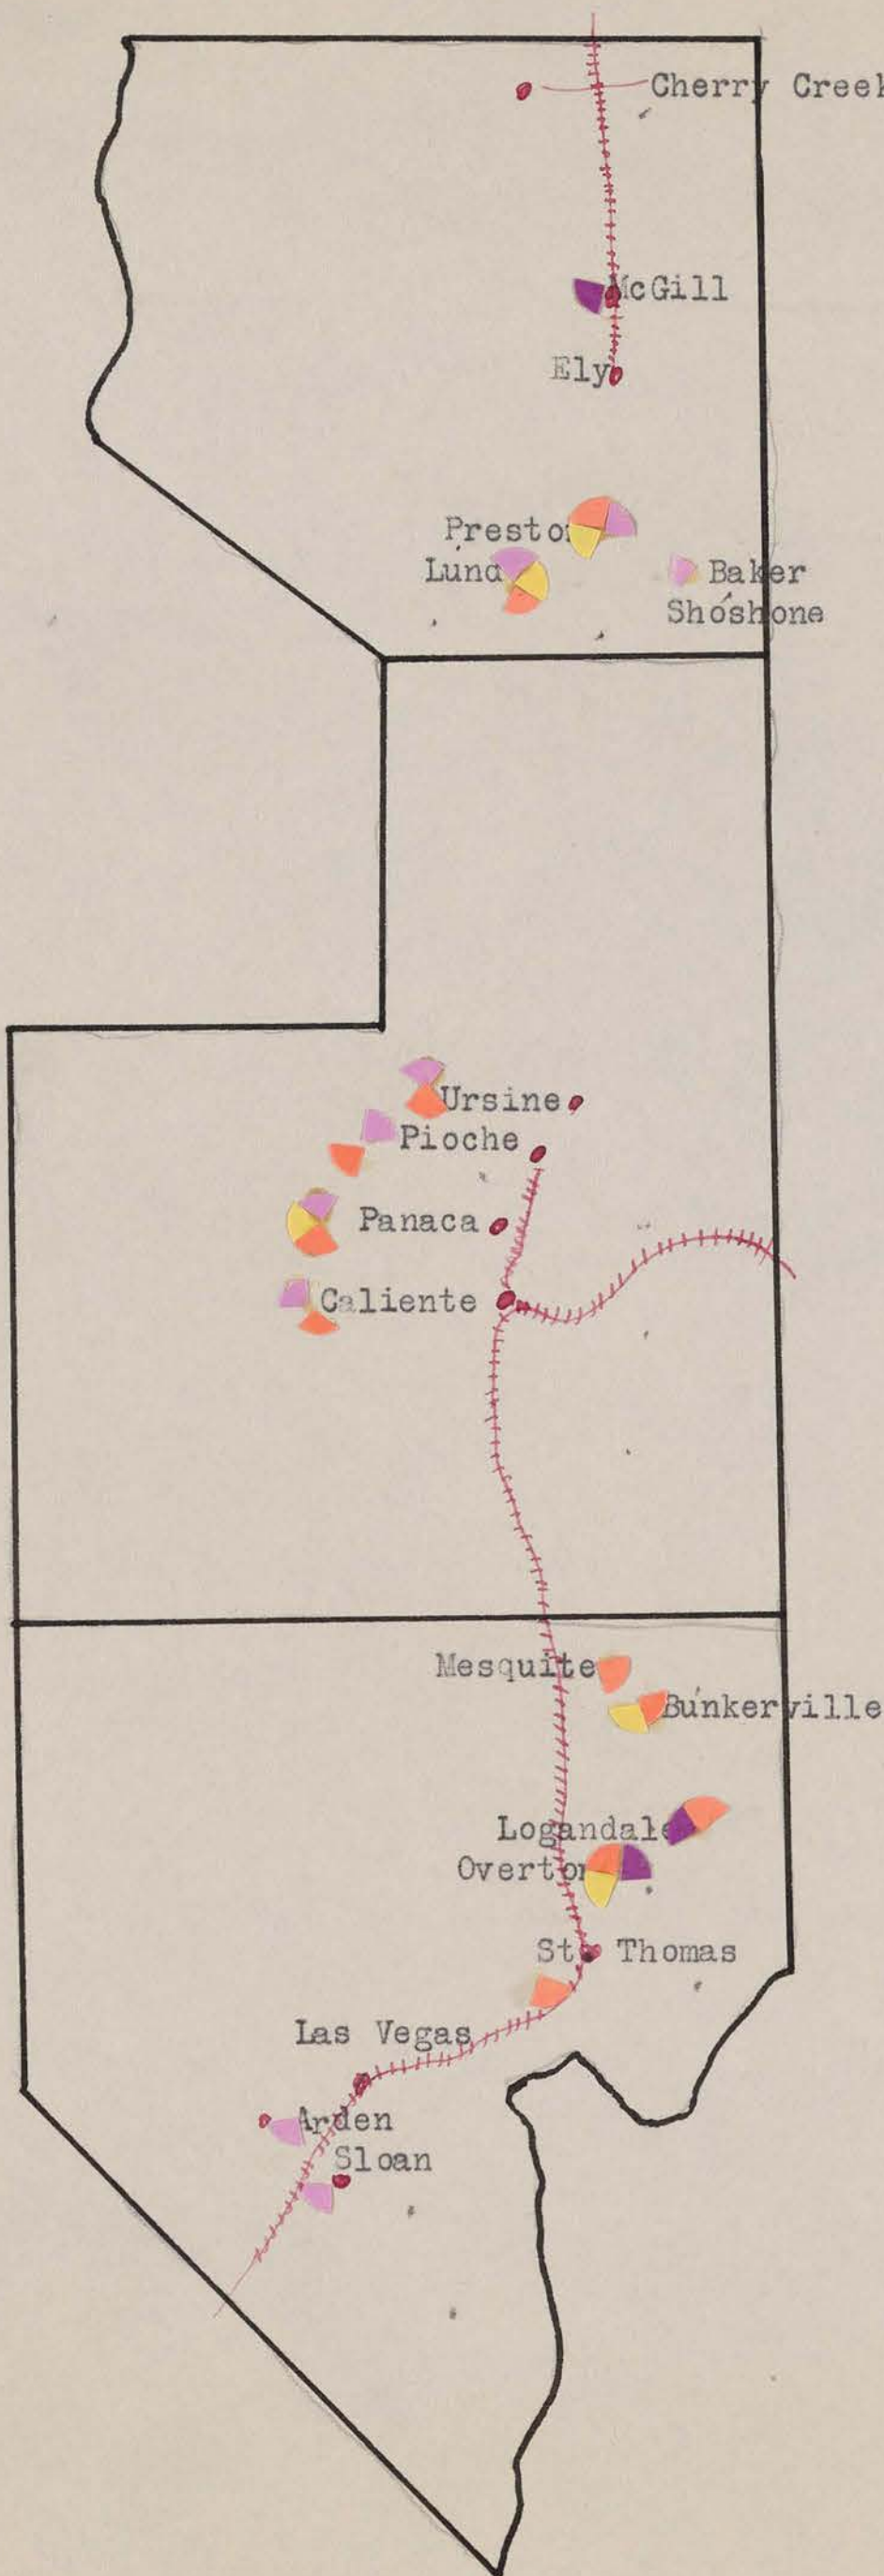 Cherry Creek
McGill
Ely
Preston
Lund
Baker
Shoshone
Ursine
Pioche
Panaca
Caliente
Mesquite
Bunkerville
Logandale
Overton
St Thomas
Las Vegas
Arden
Sloan